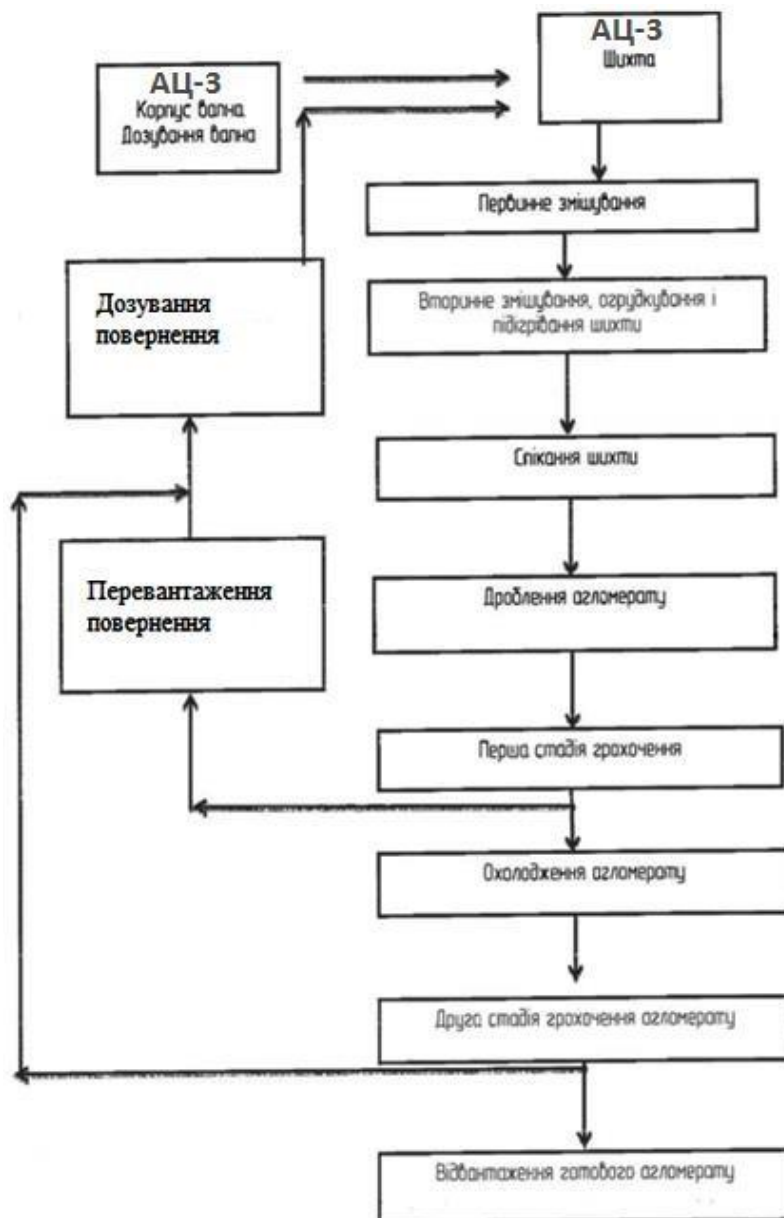 АЦ-3
Шихта
АЦ-3
Корпус вапна
Дозування вапна
Первинне змішування
Дозування
повернення
Вторинне змішування, огрудкування і
підігрівання шихти
Спікання шихти
Перевантаження
повернення
Дроблення агломерату
Перша стадія грохочення
Охолодження агломерату
Друга стадія грохочення агломерату
Відвантаження готового агломерату